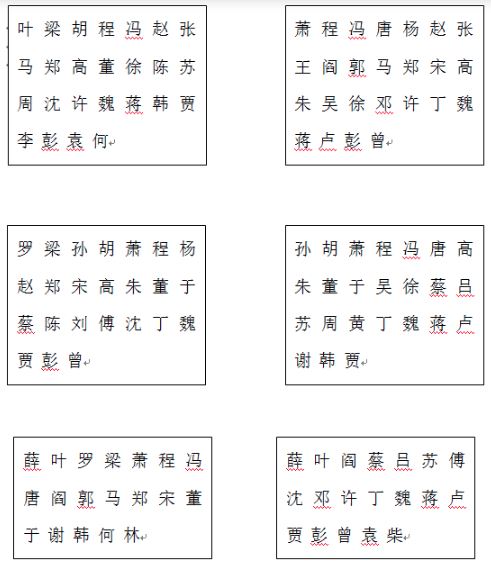 叶 梁 胡 程 冯 赵 张
马 郑 高 董 徐 陈 苏
周 沈 许 魏 蒋 韩 贾
李 彭 袁 何
萧 程 冯 唐 杨 赵 张
王 阎 郭 马 郑 宋 高
朱 吴 徐 邓 许 丁 魏
蒋 卢 彭 曾
罗 梁 孙 胡 萧 程 杨
赵 郑 宋 高 朱 董 于
蔡 陈 刘 傅 沈 丁 魏
贾 彭 曾
孙 胡 萧 程 冯 唐 高
朱 董 于 吴 徐 蔡 吕
苏 周 黄 丁 魏 蒋 卢
谢 韩 贾
薛 叶 罗 梁 萧 程 冯
唐 阎 郭 马 郑 宋 董
于 谢 韩 何 林
薛 叶 阎 蔡 吕 苏 傅
沈 邓 许 丁 魏 蒋 卢
贾 彭 曾 袁 柴